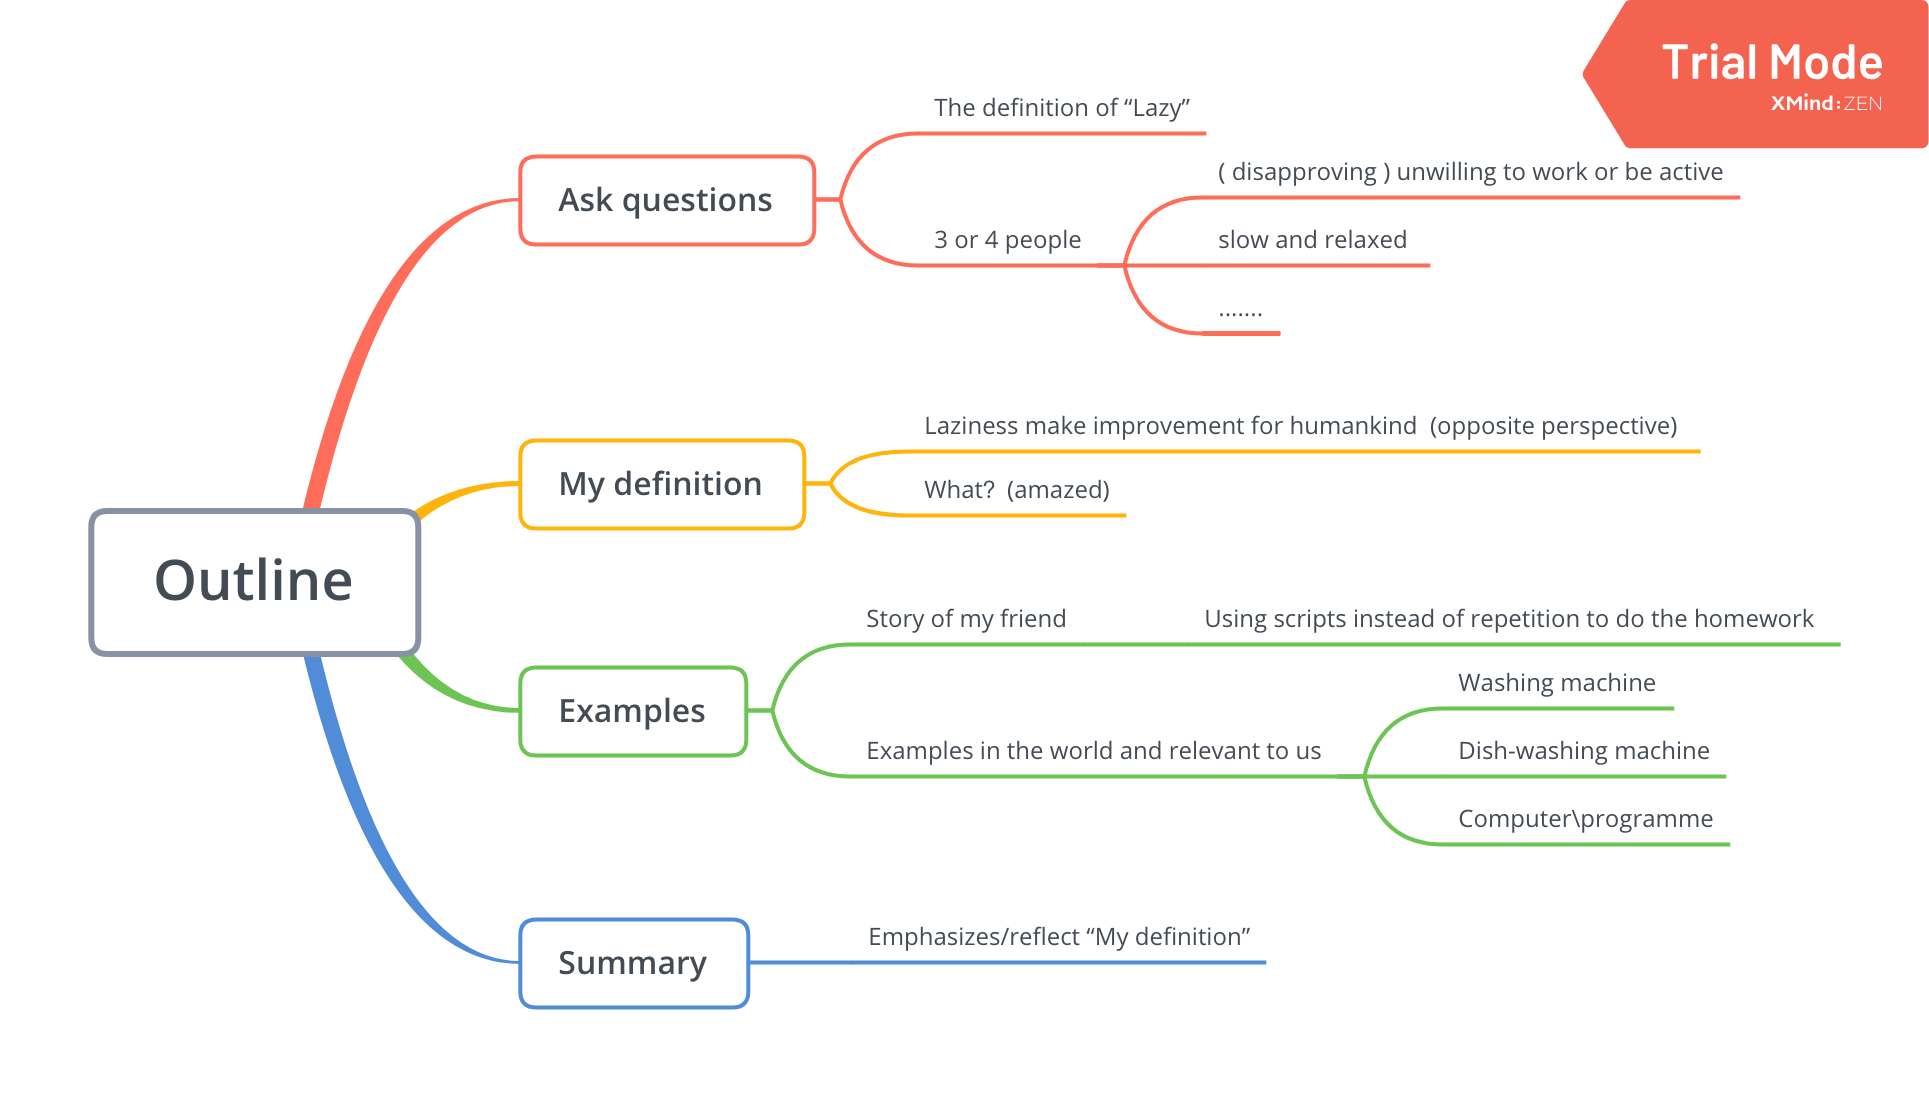 Trial Mode
XMind:ZEN
Outline
Ask questions
The definition of “Lazy”
3 or 4 people
( disapproving ) unwilling to work or be active
slow and relaxed
.......
My definition
Laziness make improvement for humankind (opposite perspective)
What? (amazed)
Examples
Story of my friend
Using scripts instead of repetition to do the homework
Examples in the world and relevant to us
Washing machine
Dish-washing machine
Computer\programme
Summary
Emphasizes/reflect “My definition”